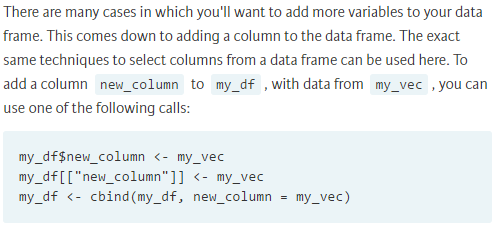 There are many cases in which you'll want to add more variables to your data
frame. This comes down to adding a column to the data frame. The exact
same techniques to select columns from a data frame can be used here. To
add a column new_column to my_df , with data from my_vec , you can
use one of the following calls:
my_df$new_column <- my_vec
my_df[["new_column"]] <- my_vec
my_df <- cbind(my_df, new_column = my_vec)